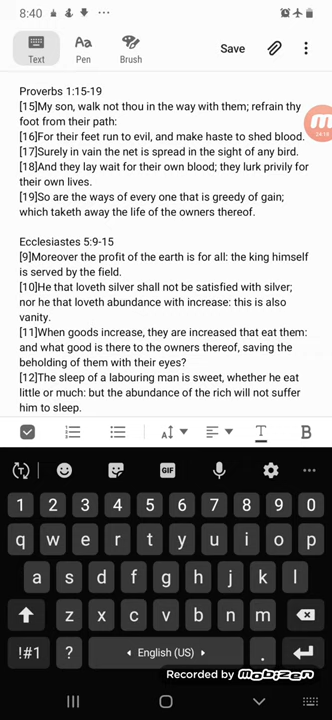 8:40
Text
Pen
Brush
Save
Proverbs 1:15-19
[15]My son, walk not thou in the way with them; refrain thy
foot from their path:
[16]For their feet run to evil, and make haste to shed blood.
[17]Surely in vain the net is spread in the sight of any bird.
[18]And they lay wait for their own blood; they lurk privily for
their own lives.
[19]So are the ways of every one that is greedy of gain;
which taketh away the life of the owners thereof.
Ecclesiastes 5:9-15
[9]Moreover the profit of the earth is for all: the king himself
is served by the field.
[10]He that loveth silver shall not be satisfied with silver;
nor he that loveth abundance with increase: this is also
vanity.
[11]When goods increase, they are increased that eat them:
and what good is there to the owners thereof, saving the
beholding of them with their eyes?
[12]The sleep of a labouring man is sweet, whether he eat
little or much: but the abundance of the rich will not suffer
him to sleep.
A T B
T GIF
1 2 3 4 5 6 7 8 9 0
q w e r t y u i o p
a s d f g h j k l
z x c v b n m
!#1 ? English (US) .
Recorded by mobizen